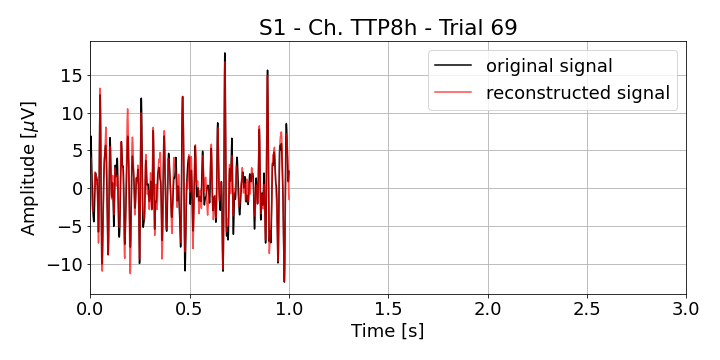 S1 - Ch. TTP8h - Trial 69
original signal
reconstructed signal
Amplitude [μV]
15
10
5
0
−5
−10
0.0 0.5 1.0 1.5 2.0 2.5 3.0
Time [s]